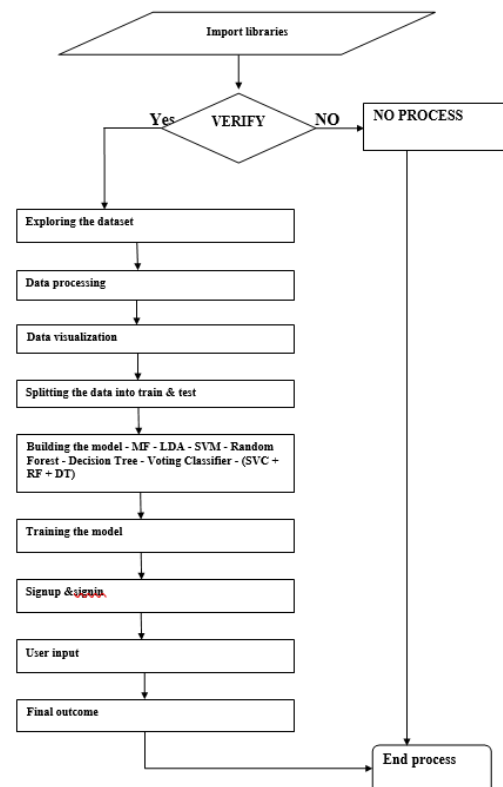 Import libraries
Yes
VERIFY
NO
NO PROCESS
Exploring the dataset
Data processing
Data visualization
Splitting the data into train & test
Building the model - MF - LDA - SVM - Random
Forest - Decision Tree - Voting Classifier - (SVC +
RF + DT)
Training the model
Signup &signin
User input
Final outcome
End process